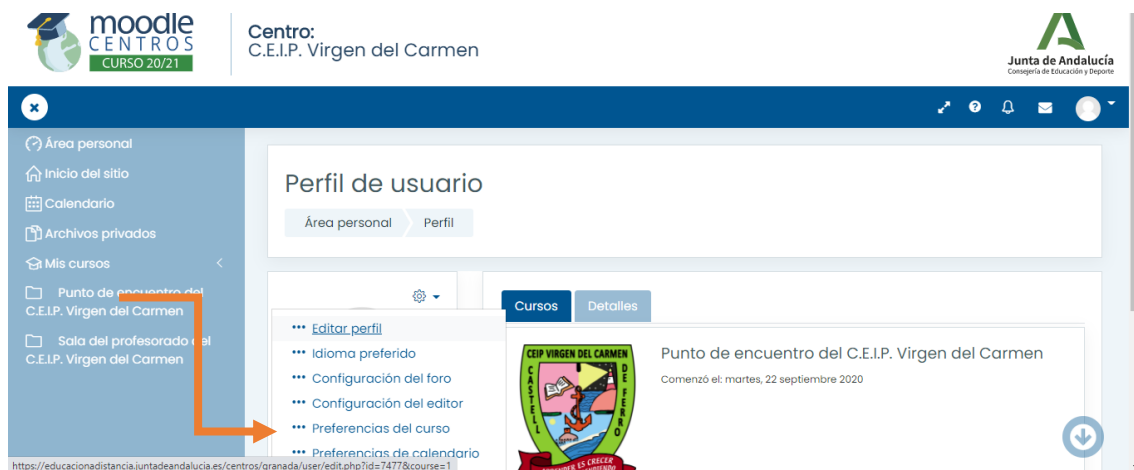 moodle
CENTROS
CURSO 20/21
Centro:
C.E.I.P. Virgen del Carmen
Junta de Andalucía
Consejería de Educación y Deporte
Área personal
Inicio del sitio
Calendario
Archivos privados
Mis cursos
Punto de encuentro del
C.E.I.P. Virgen del Carmen
Sala del profesorado del
C.E.I.P. Virgen del Carmen
Perfil de usuario
Área personal Perfil
Editar perfil
Idioma preferido
Configuración del foro
Configuración del editor
Preferencias del curso
Preferencias de calendario
Cursos Detalles
CEIP VIRGEN DEL CARMEN
CASTELL
DE FERRO
ES CRECER
Punto de encuentro del C.E.I.P. Virgen del Carmen
Comenzó el: martes, 22 septiembre 2020
https://educacionadistancia.juntadeandalucia.es/centros/granada/user/edit.php?id=7477&course=1